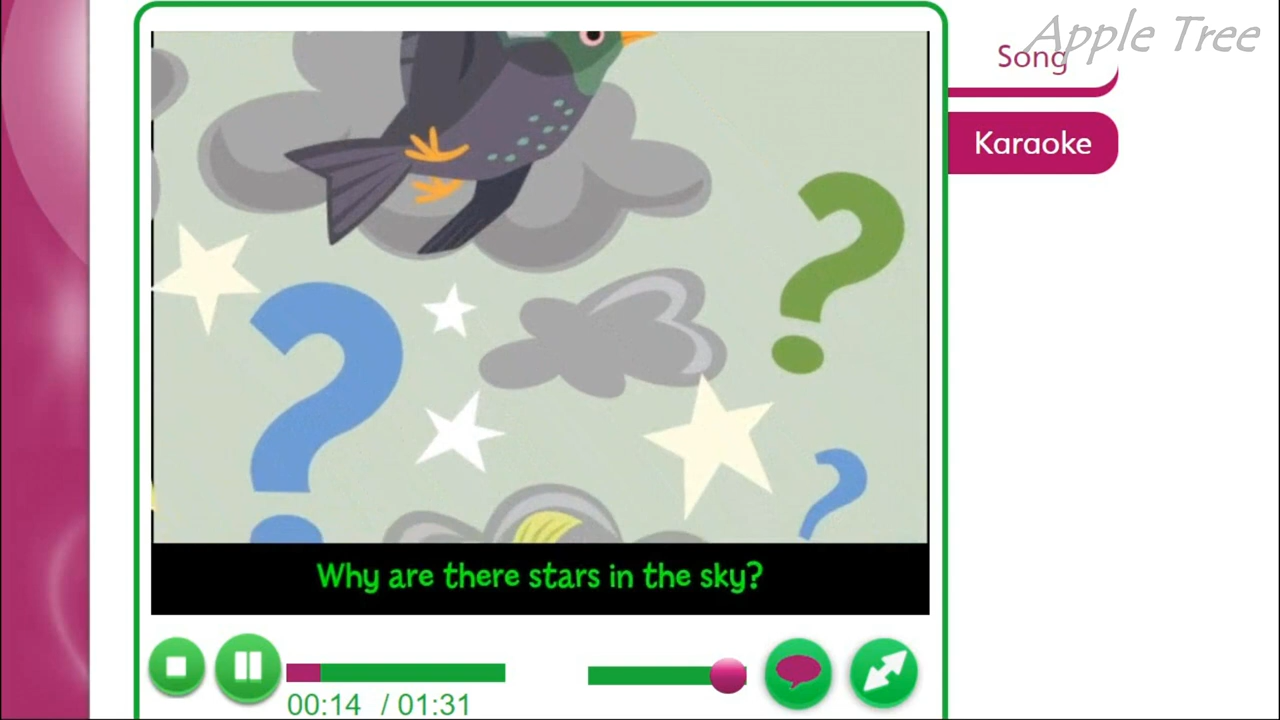 Apple Tree
Song
Karaoke
?
?
?
Why are there stars in the sky?
00:14 / 01:31